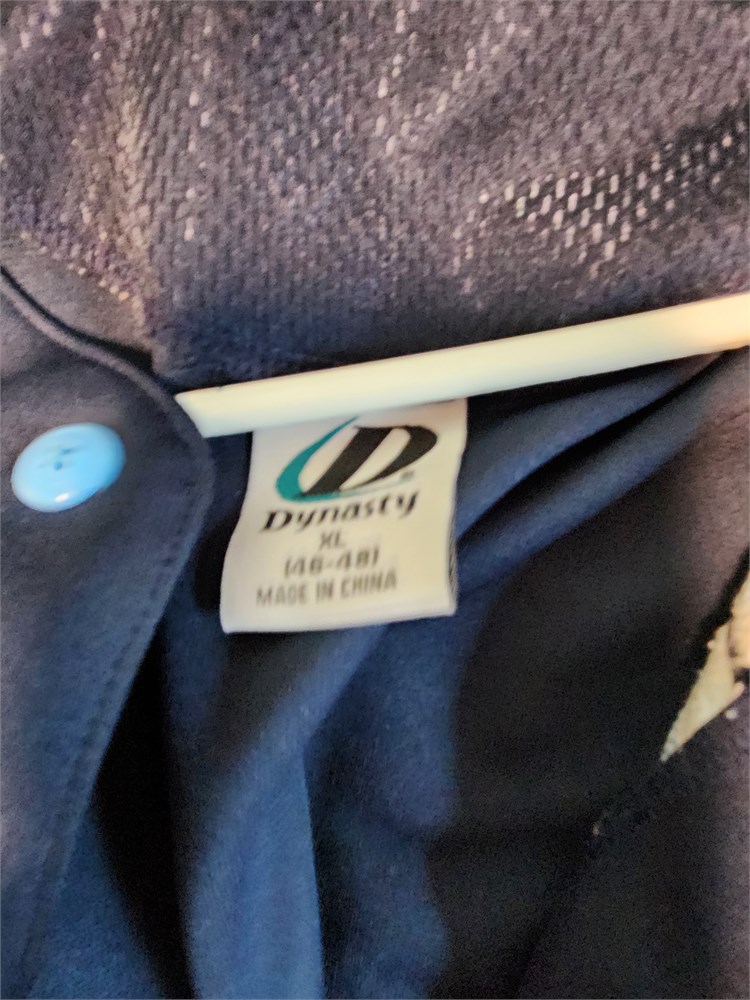 D®
Dynasty
XL
(46-48)
MADE IN CHINA